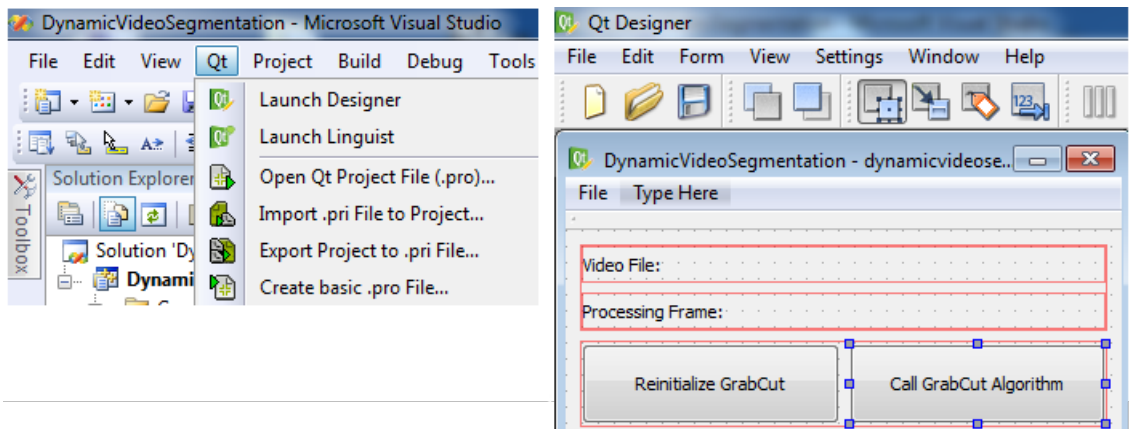 DynamicVideoSegmentation - Microsoft Visual Studio
File Edit View Qt Project Build Debug Tools
Launch Designer
Launch Linguist
Open Qt Project File (.pro)...
Import .pri File to Project...
Export Project to .pri File...
Create basic .pro File...
Solution Explorer
Toolbox
Solution 'Dy
Dynami
Qt Designer
File Edit Form View Settings Window Help
123
DynamicVideoSegmentation - dynamicvideose..
File Type Here
Video File:
Processing Frame:
Reinitialize GrabCut
Call GrabCut Algorithm